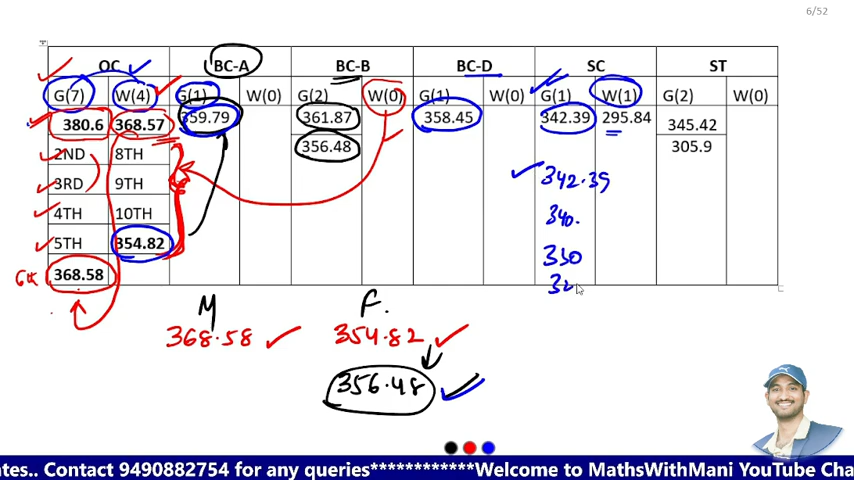 6/52
OC BC-A BC-B BC-D SC ST
G(7) W(4) G(1) W(0) G(2) W(0) G(1) W(0) G(1) W(1) G(2) W(0)
380.6 368.57 359.79 361.87 358.45 342.39 295.84 345.42
2ND 8TH 356.48 305.9
3RD 9TH 342.39
4TH 10TH 340.
5TH 354.82 330
6th 368.58 32
M F
368.58 354.82
356.48
ates.. Contact 9490882754 for any queries************Welcome to MathsWithMani YouTube Cha